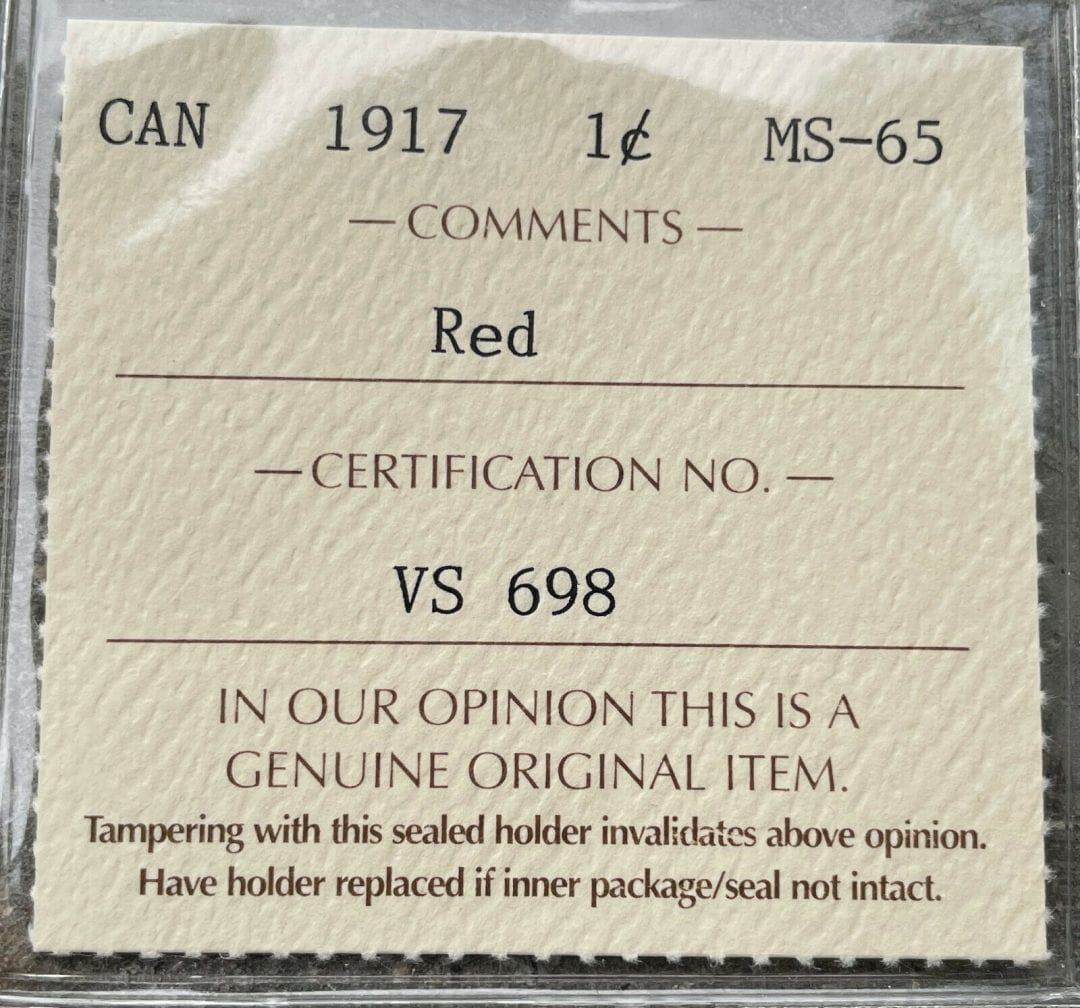 CAN 1917 1¢ MS-65
— COMMENTS —
Red
— CERTIFICATION NO. —
VS 698
IN OUR OPINION THIS IS A
GENUINE ORIGINAL ITEM.
Tampering with this sealed holder invalidates above opinion.
Have holder replaced if inner package/seal not intact.